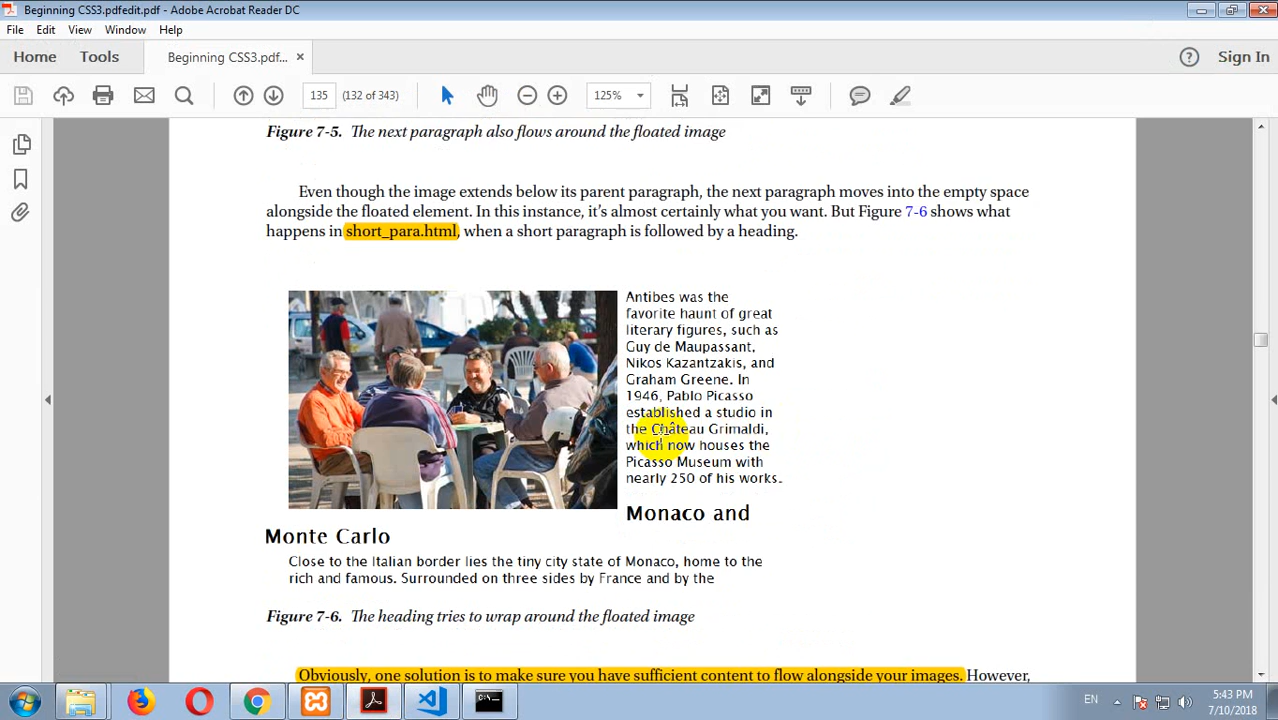 Beginning CSS3.pdfedit.pdf - Adobe Acrobat Reader DC
File Edit View Window Help
Home Tools Beginning CSS3.pdf... × Sign In
135 (132 of 343) 125%
Figure 7-5. The next paragraph also flows around the floated image
Even though the image extends below its parent paragraph, the next paragraph moves into the empty space
alongside the floated element. In this instance, it's almost certainly what you want. But Figure 7-6 shows what
happens in short_para.html, when a short paragraph is followed by a heading.
Antibes was the
favorite haunt of great
literary figures, such as
Guy de Maupassant,
Nikos Kazantzakis, and
Graham Greene. In
1946, Pablo Picasso
established a studio in
the Château Grimaldi,
which now houses the
Picasso Museum with
nearly 250 of his works.
Monaco and
Monte Carlo
Close to the Italian border lies the tiny city state of Monaco, home to the
rich and famous. Surrounded on three sides by France and by the
Figure 7-6. The heading tries to wrap around the floated image
Obviously, one solution is to make sure you have sufficient content to flow alongside your images. However,
EN
5:43 PM
7/10/2018